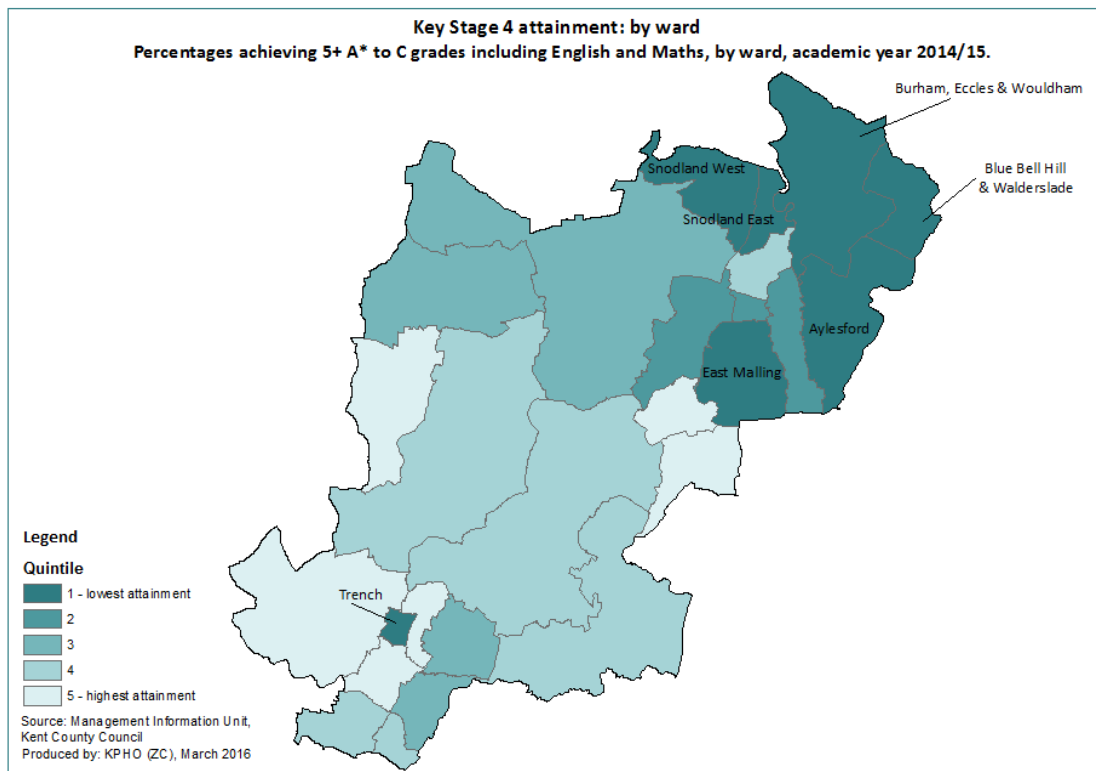 Key Stage 4 attainment: by ward
Percentages achieving 5+ A* to C grades including English and Maths, by ward, academic year 2014/15.
Burham, Eccles & Wouldham
Snodland West
Blue Bell Hill
& Walderslade
Snodland East
Aylesford
East Malling
Trench
Legend
Quintile
1 - lowest attainment
2
3
4
5 - highest attainment
Source: Management Information Unit,
Kent County Council
Produced by: KPHO (ZC), March 2016